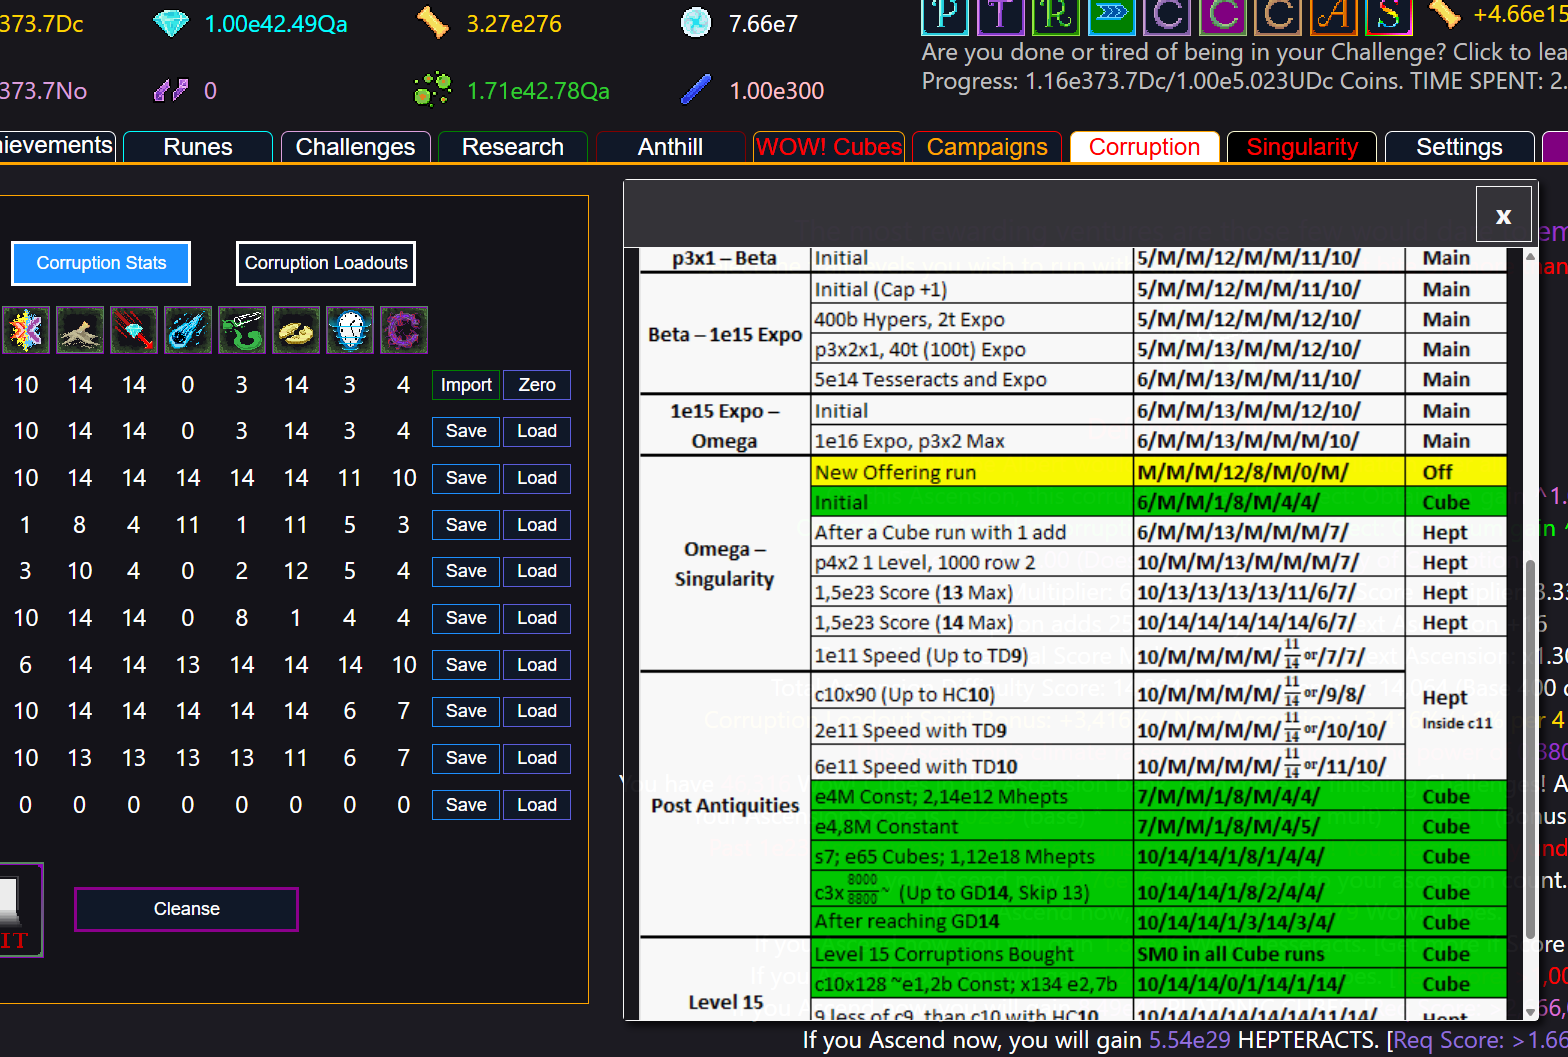 373.7Dc 1.00e42.49Qa 3.27e276 7.66e7
P T R C C C A S +4.66e15
Are you done or tired of being in your Challenge? Click to lea
Progress: 1.16e373.7Dc/1.00e5.023UDc Coins. TIME SPENT: 2.
373.7No 0 1.71e42.78Qa 1.00e300
ievements Runes Challenges Research Anthill WOW! Cubes Campaigns Corruption Singularity Settings
x
Corruption Stats Corruption Loadouts
10 14 14 0 3 14 3 4 Import Zero
10 14 14 0 3 14 3 4 Save Load
10 14 14 14 14 14 11 10 Save Load
1 8 4 11 1 11 5 3 Save Load
3 10 4 0 2 12 5 4 Save Load
10 14 14 0 8 1 4 4 Save Load
6 14 14 13 14 14 14 10 Save Load
10 14 14 14 14 14 6 7 Save Load
10 13 13 13 13 11 6 7 Save Load
0 0 0 0 0 0 0 0 Save Load
IT
Cleanse
p3x1 – Beta Initial 5/M/M/12/M/M/11/10/ Main
Beta – 1e15 Expo
Initial (Cap +1) 5/M/M/12/M/M/11/10/ Main
400b Hypers, 2t Expo 5/M/M/12/M/M/12/10/ Main
p3x2x1, 40t (100t) Expo 5/M/M/13/M/M/12/10/ Main
5e14 Tesseracts and Expo 6/M/M/13/M/M/11/10/ Main
1e15 Expo –
Omega
Initial 6/M/M/13/M/M/12/10/ Main
1e16 Expo, p3x2 Max 6/M/M/13/M/M/M/10/ Main
Omega –
Singularity
New Offering run M/M/M/12/8/M/0/M/ Off
Initial 6/M/M/1/8/M/4/4/ Cube
After a Cube run with 1 add 6/M/M/13/M/M/M/7/ Hept
p4x2 1 Level, 1000 row 2 10/M/M/13/M/M/M/7/ Hept
1,5e23 Score (13 Max) 10/13/13/13/13/11/6/7/ Hept
1,5e23 Score (14 Max) 10/14/14/14/14/14/6/7/ Hept
1e11 Speed (Up to TD9) 10/M/M/M/M/ 11/14 or/7/7/
Post Antiquities
c10x90 (Up to HC10) 10/M/M/M/M/ 11/14 or/9/8/
Hept
Inside c11
2e11 Speed with TD9 10/M/M/M/M/ 11/14 or/10/10/
6e11 Speed with TD10 10/M/M/M/M/ 11/14 or/11/10/
e4M Const; 2,14e12 Mhepts 7/M/M/1/8/M/4/4/ Cube
e4,8M Constant 7/M/M/1/8/M/4/5/ Cube
s7; e65 Cubes; 1,12e18 Mhepts 10/14/14/1/8/1/4/4/ Cube
c3x 8000/8800 ~ (Up to GD14, Skip 13) 10/14/14/1/8/2/4/4/ Cube
After reaching GD14 10/14/14/1/3/14/3/4/ Cube
Level 15
Level 15 Corruptions Bought SM0 in all Cube runs Cube
c10x128 ~e1,2b Const; x134 e2,7b 10/14/14/0/1/14/1/14/ Cube
9 less of c9, than c10 with HC10 10/14/14/14/14/14/11/14/ Hept
If you Ascend now, you will gain 5.54e29 HEPTERACTS. [Req Score: >1.66